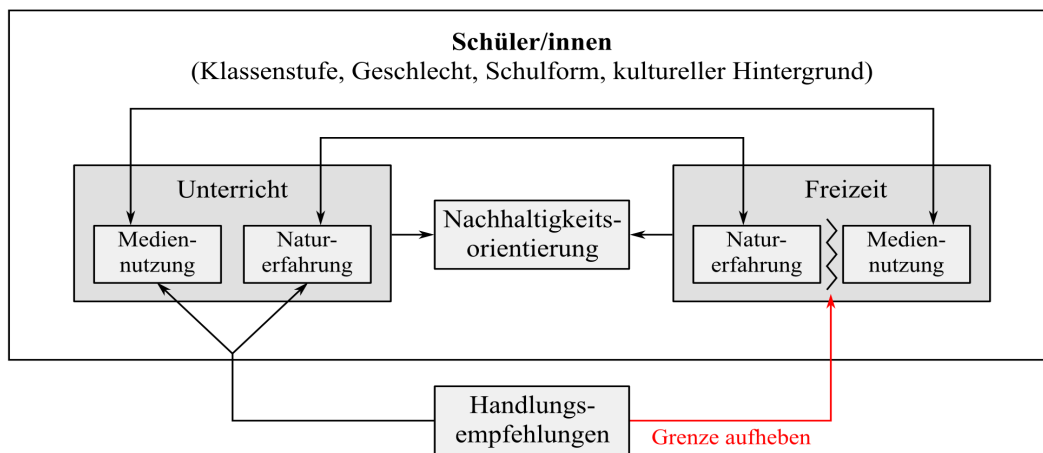 Schüler/innen
(Klassenstufe, Geschlecht, Schulform, kultureller Hintergrund)
Unterricht
Medien-
nutzung
Natur-
erfahrung
Nachhaltigkeits-
orientierung
Freizeit
Natur-
erfahrung
Medien-
nutzung
Handlungs-
empfehlungen
Grenze aufheben